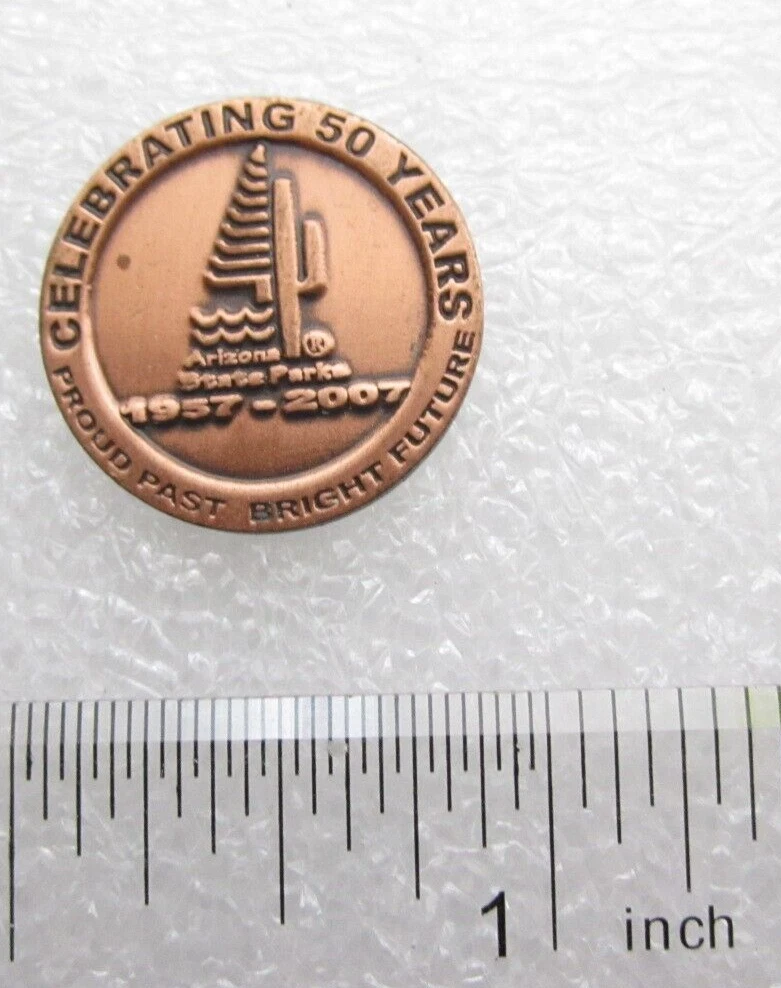 CELEBRATING 50 YEARS
Arizona ®
State Parks
1957-2007
PROUD PAST BRIGHT FUTURE
1 inch